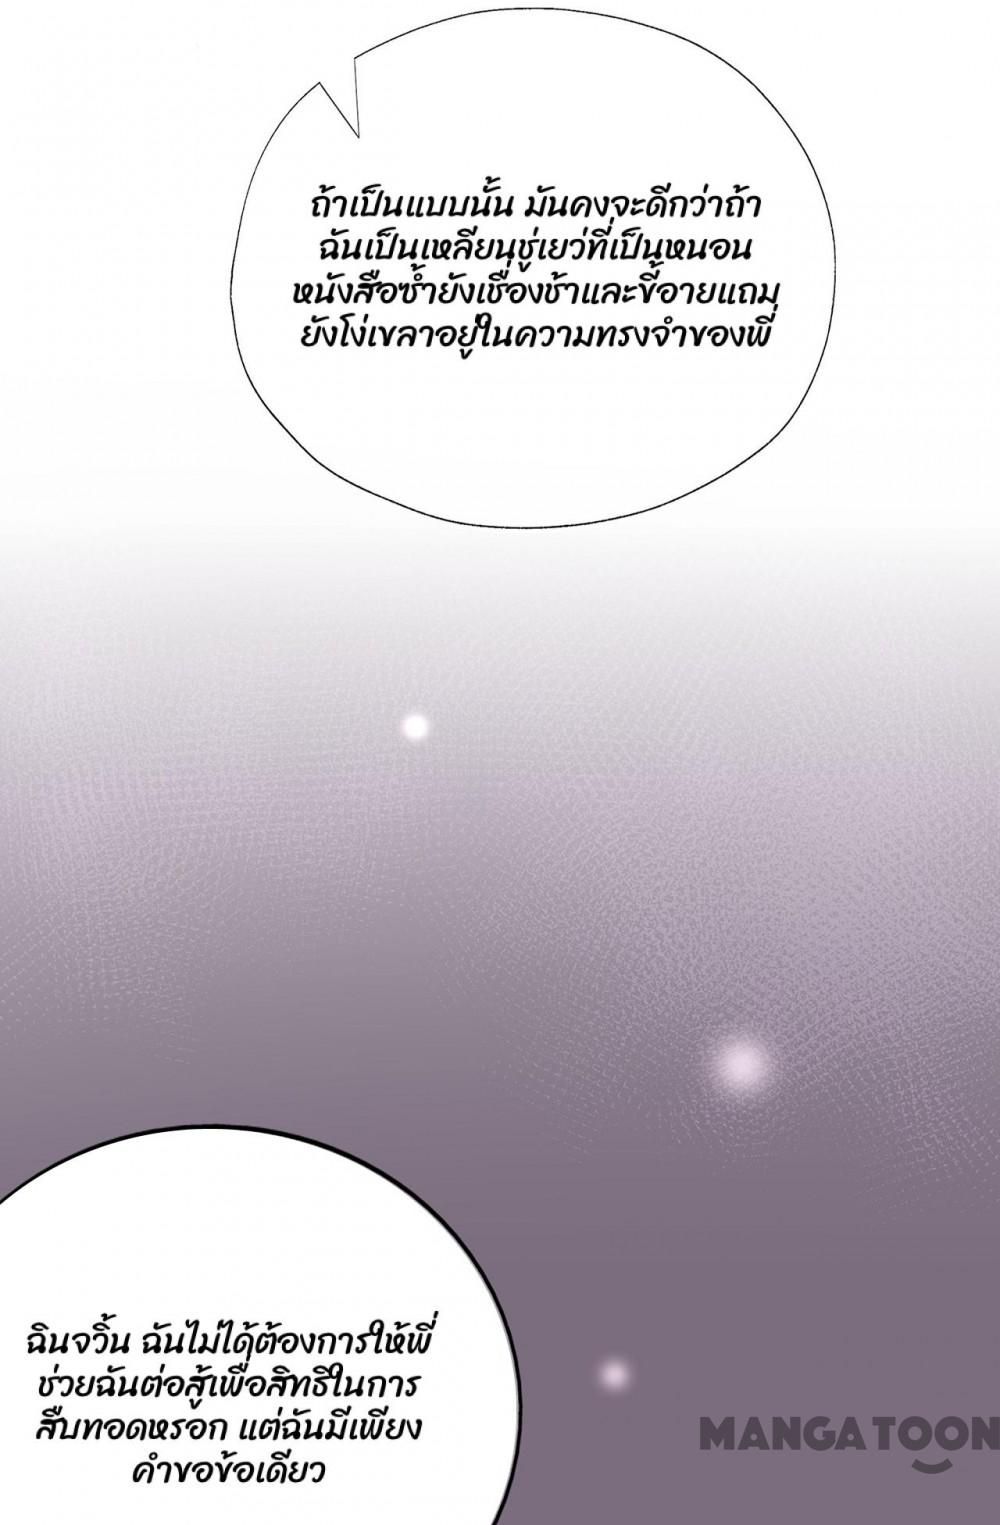 ถ้าเป็นแบบนั้น มันคงจะดีกว่าถ้า
ฉันเป็นเหลียนชู่เยว่ที่เป็นหนอน
หนังสือซ้ำยังเชื่องช้าและขี้อายแถม
ยังโง่เขลาอยู่ในความทรงจำของพี่
ฉินจวิ้น ฉันไม่ได้ต้องการให้พี่
ช่วยฉันต่อสู้เพื่อสิทธิในการ
สืบทอดหรอก แต่ฉันมีเพียง
คำขอข้อเดียว
MANGATOON